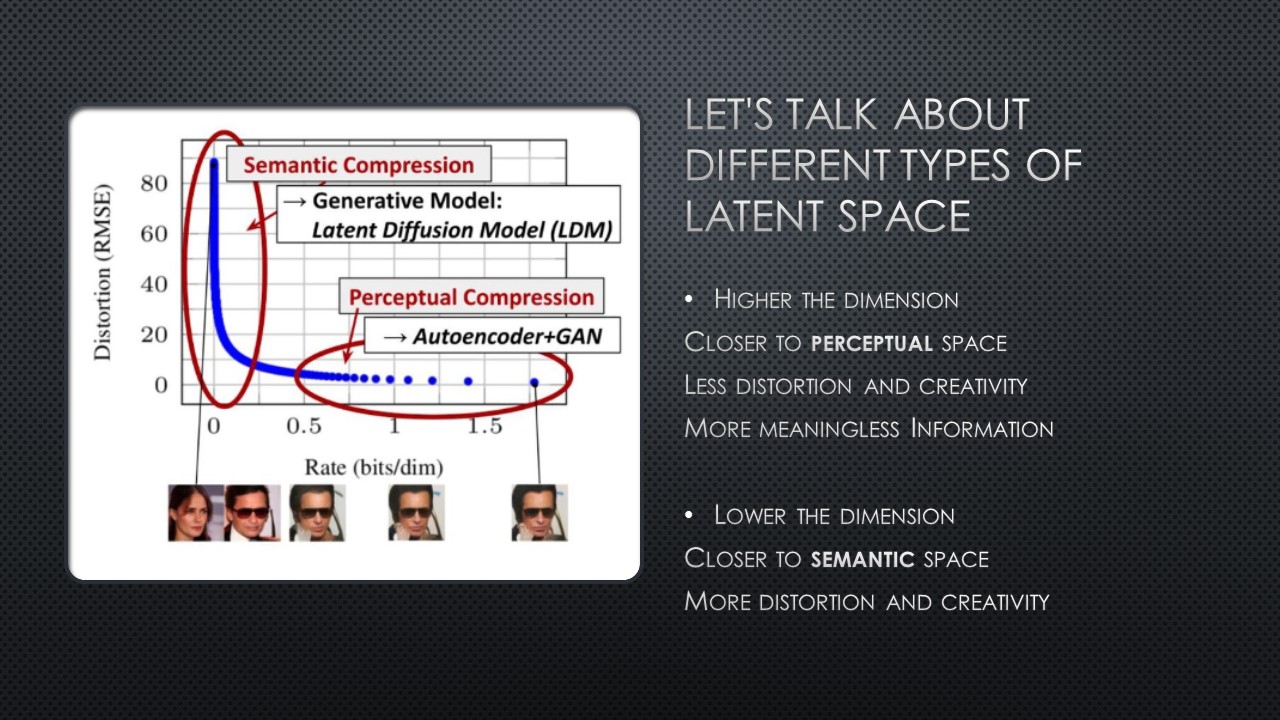 LET'S TALK ABOUT
DIFFERENT TYPES OF
LATENT SPACE
Semantic Compression
→ Generative Model:
Latent Diffusion Model (LDM)
Perceptual Compression
→ Autoencoder+GAN
Distortion (RMSE)
80
60
40
20
0
0 0.5 1 1.5
Rate (bits/dim)
• HIGHER THE DIMENSION
CLOSER TO PERCEPTUAL SPACE
LESS DISTORTION AND CREATIVITY
MORE MEANINGLESS INFORMATION
• LOWER THE DIMENSION
CLOSER TO SEMANTIC SPACE
MORE DISTORTION AND CREATIVITY